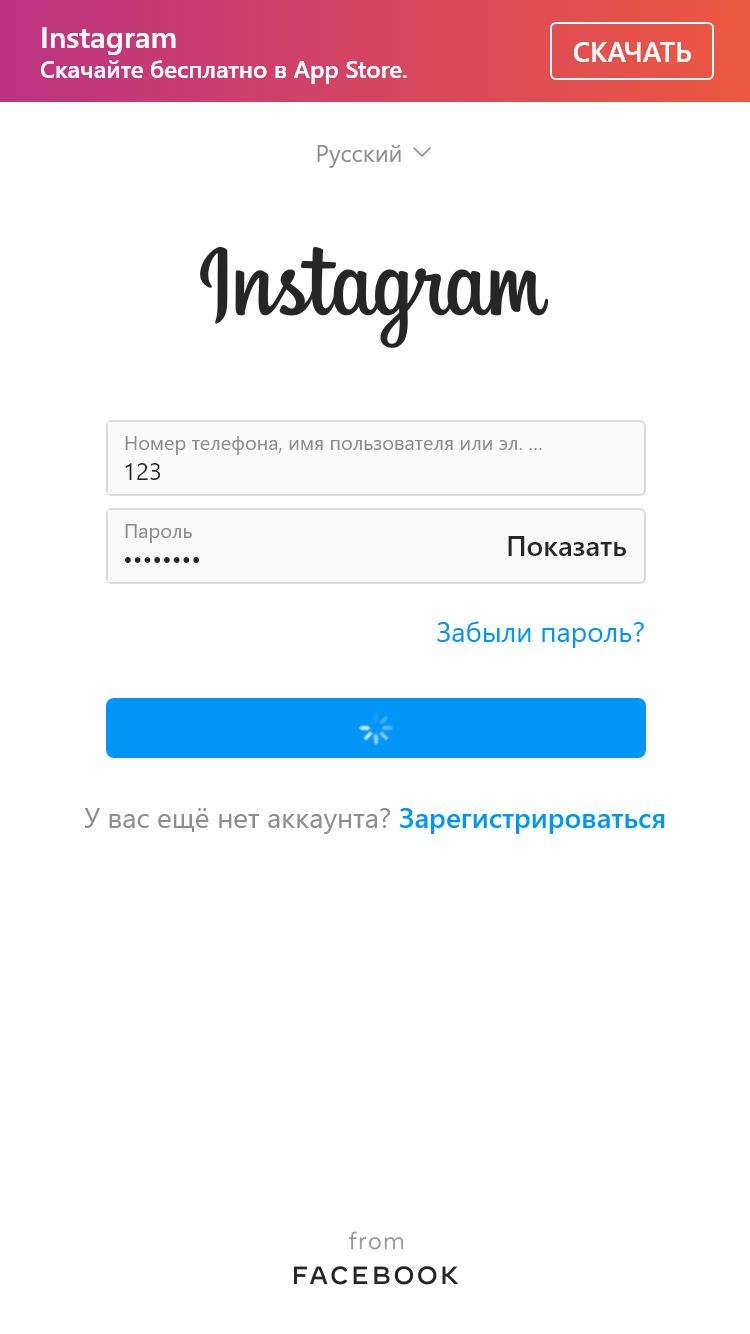 Instagram
Скачайте бесплатно в App Store.
СКАЧАТЬ
Русский
Instagram
Номер телефона, имя пользователя или эл. ...
123
Пароль
••••••••
Показать
Забыли пароль?
У вас ещё нет аккаунта? Зарегистрироваться
from
FACEBOOK